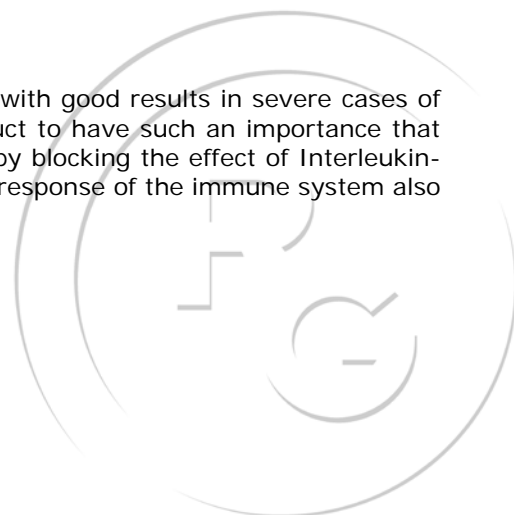 with good results in severe cases of
uct to have such an importance that
by blocking the effect of Interleukin-
response of the immune system also
PG